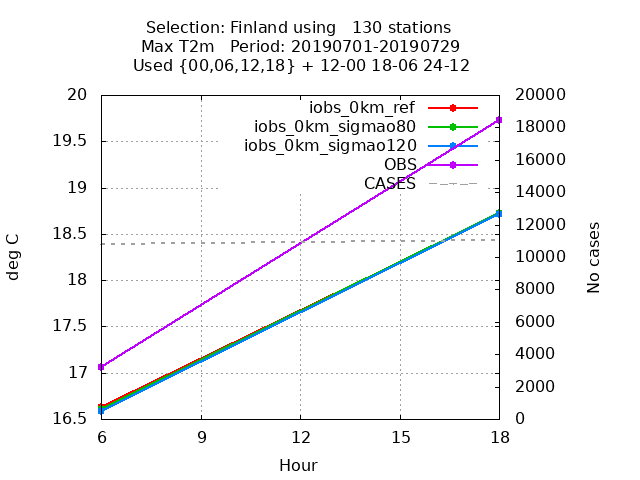 Selection: Finland using   130 stations
Max T2m   Period: 20190701-20190729
Used {00,06,12,18} + 12-00 18-06 24-12
iobs_0km_ref
iobs_0km_sigmao80
iobs_0km_sigmao120
OBS
CASES
20
19.5
19
18.5
18
17.5
17
16.5
20000
18000
16000
14000
12000
10000
8000
6000
4000
2000
0
deg C
No cases
6 9 12 15 18
Hour